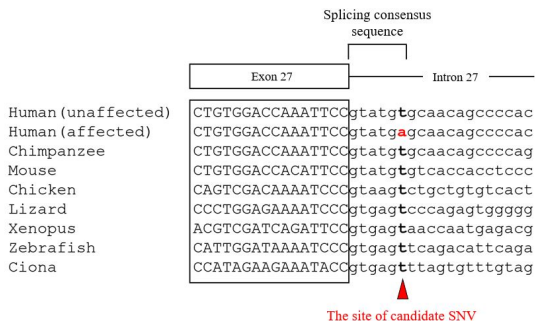 Splicing consensus
sequence
Exon 27 Intron 27
Human(unaffected) CTGTGGACCAAATTCCgtatgtgcaacagccccac
Human(affected) CTGTGGACCAAATTCCgtatgagcaacagccccac
Chimpanzee CTGTGGACCAAATTCCgtatgtgcaacagccccag
Mouse CTGTGGACCACATTCCgtatgtgtcaccacctccc
Chicken CAGTCGACAAAATCCCgtaagtctgctgtgtcact
Lizard CCCTGGAGAAAATCCCgtgagtcccagagtggggg
Xenopus ACGTCGATCAGATTCCgtgagtaaccaatgagacg
Zebrafish CATTGGATAAAATCCCgtgagttcagacattcaga
Ciona CCATAGAAGAAATACCgtgagtttagtgtttgtag
The site of candidate SNV